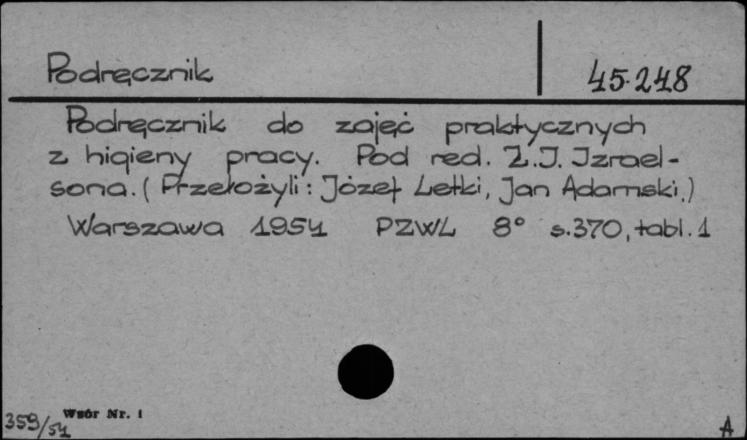 Podręcznik 45.248
Podręcznik do zajęć praktycznych
z higieny pracy. Pod red. Z.I. Izrael-
sona. (Przełożyli: Józef Letki, Jan Adamski.)
Warszawa 1954 PZWL 8° s.370, tabl.1
Wzór Nr. 1
359/54
A